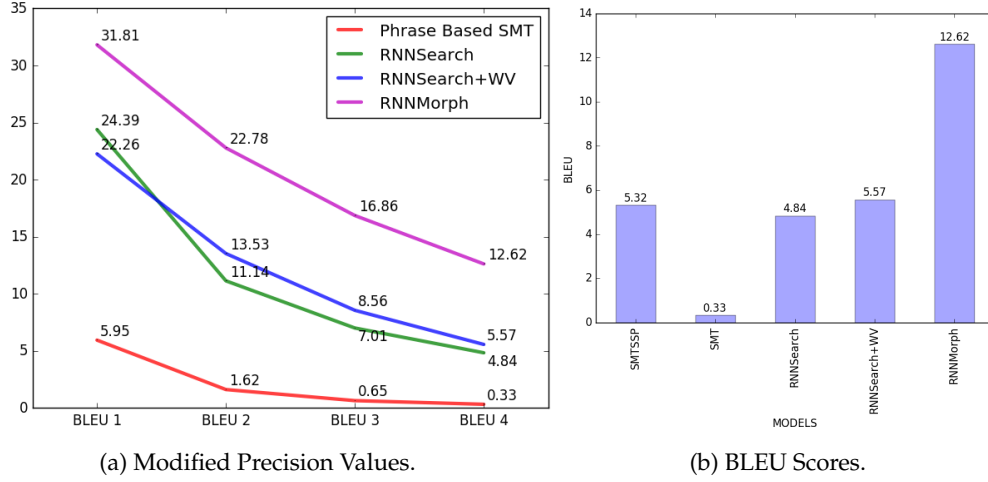 35
30
25
20
15
10
5
0
31.81
24.39
22.26
5.95
22.78
13.53
11.14
1.62
16.86
8.56
7.01
0.65
12.62
5.57
4.84
0.33
Phrase Based SMT
RNNSearch
RNNSearch+WV
RNNMorph
BLEU 1 BLEU 2 BLEU 3 BLEU 4
(a) Modified Precision Values.
14
12
10
8
6
4
2
0
BLEU
5.32
0.33
4.84
5.57
12.62
SMTSSP
SMT
RNNSearch
RNNSearch+WV
RNNMorph
MODELS
(b) BLEU Scores.